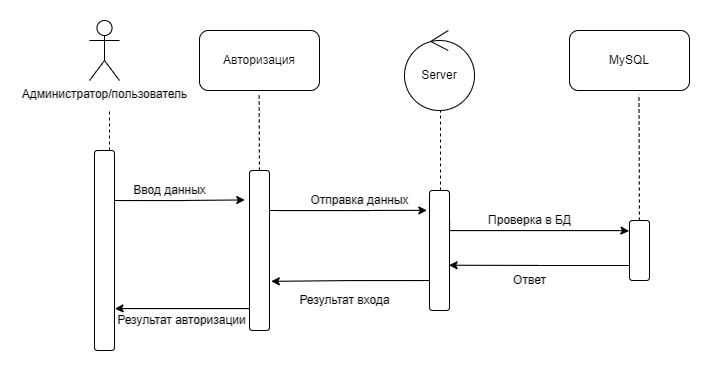 Администратор/пользователь
Авторизация
Server
MySQL
Ввод данных
Отправка данных
Проверка в БД
Ответ
Результат входа
Результат авторизации